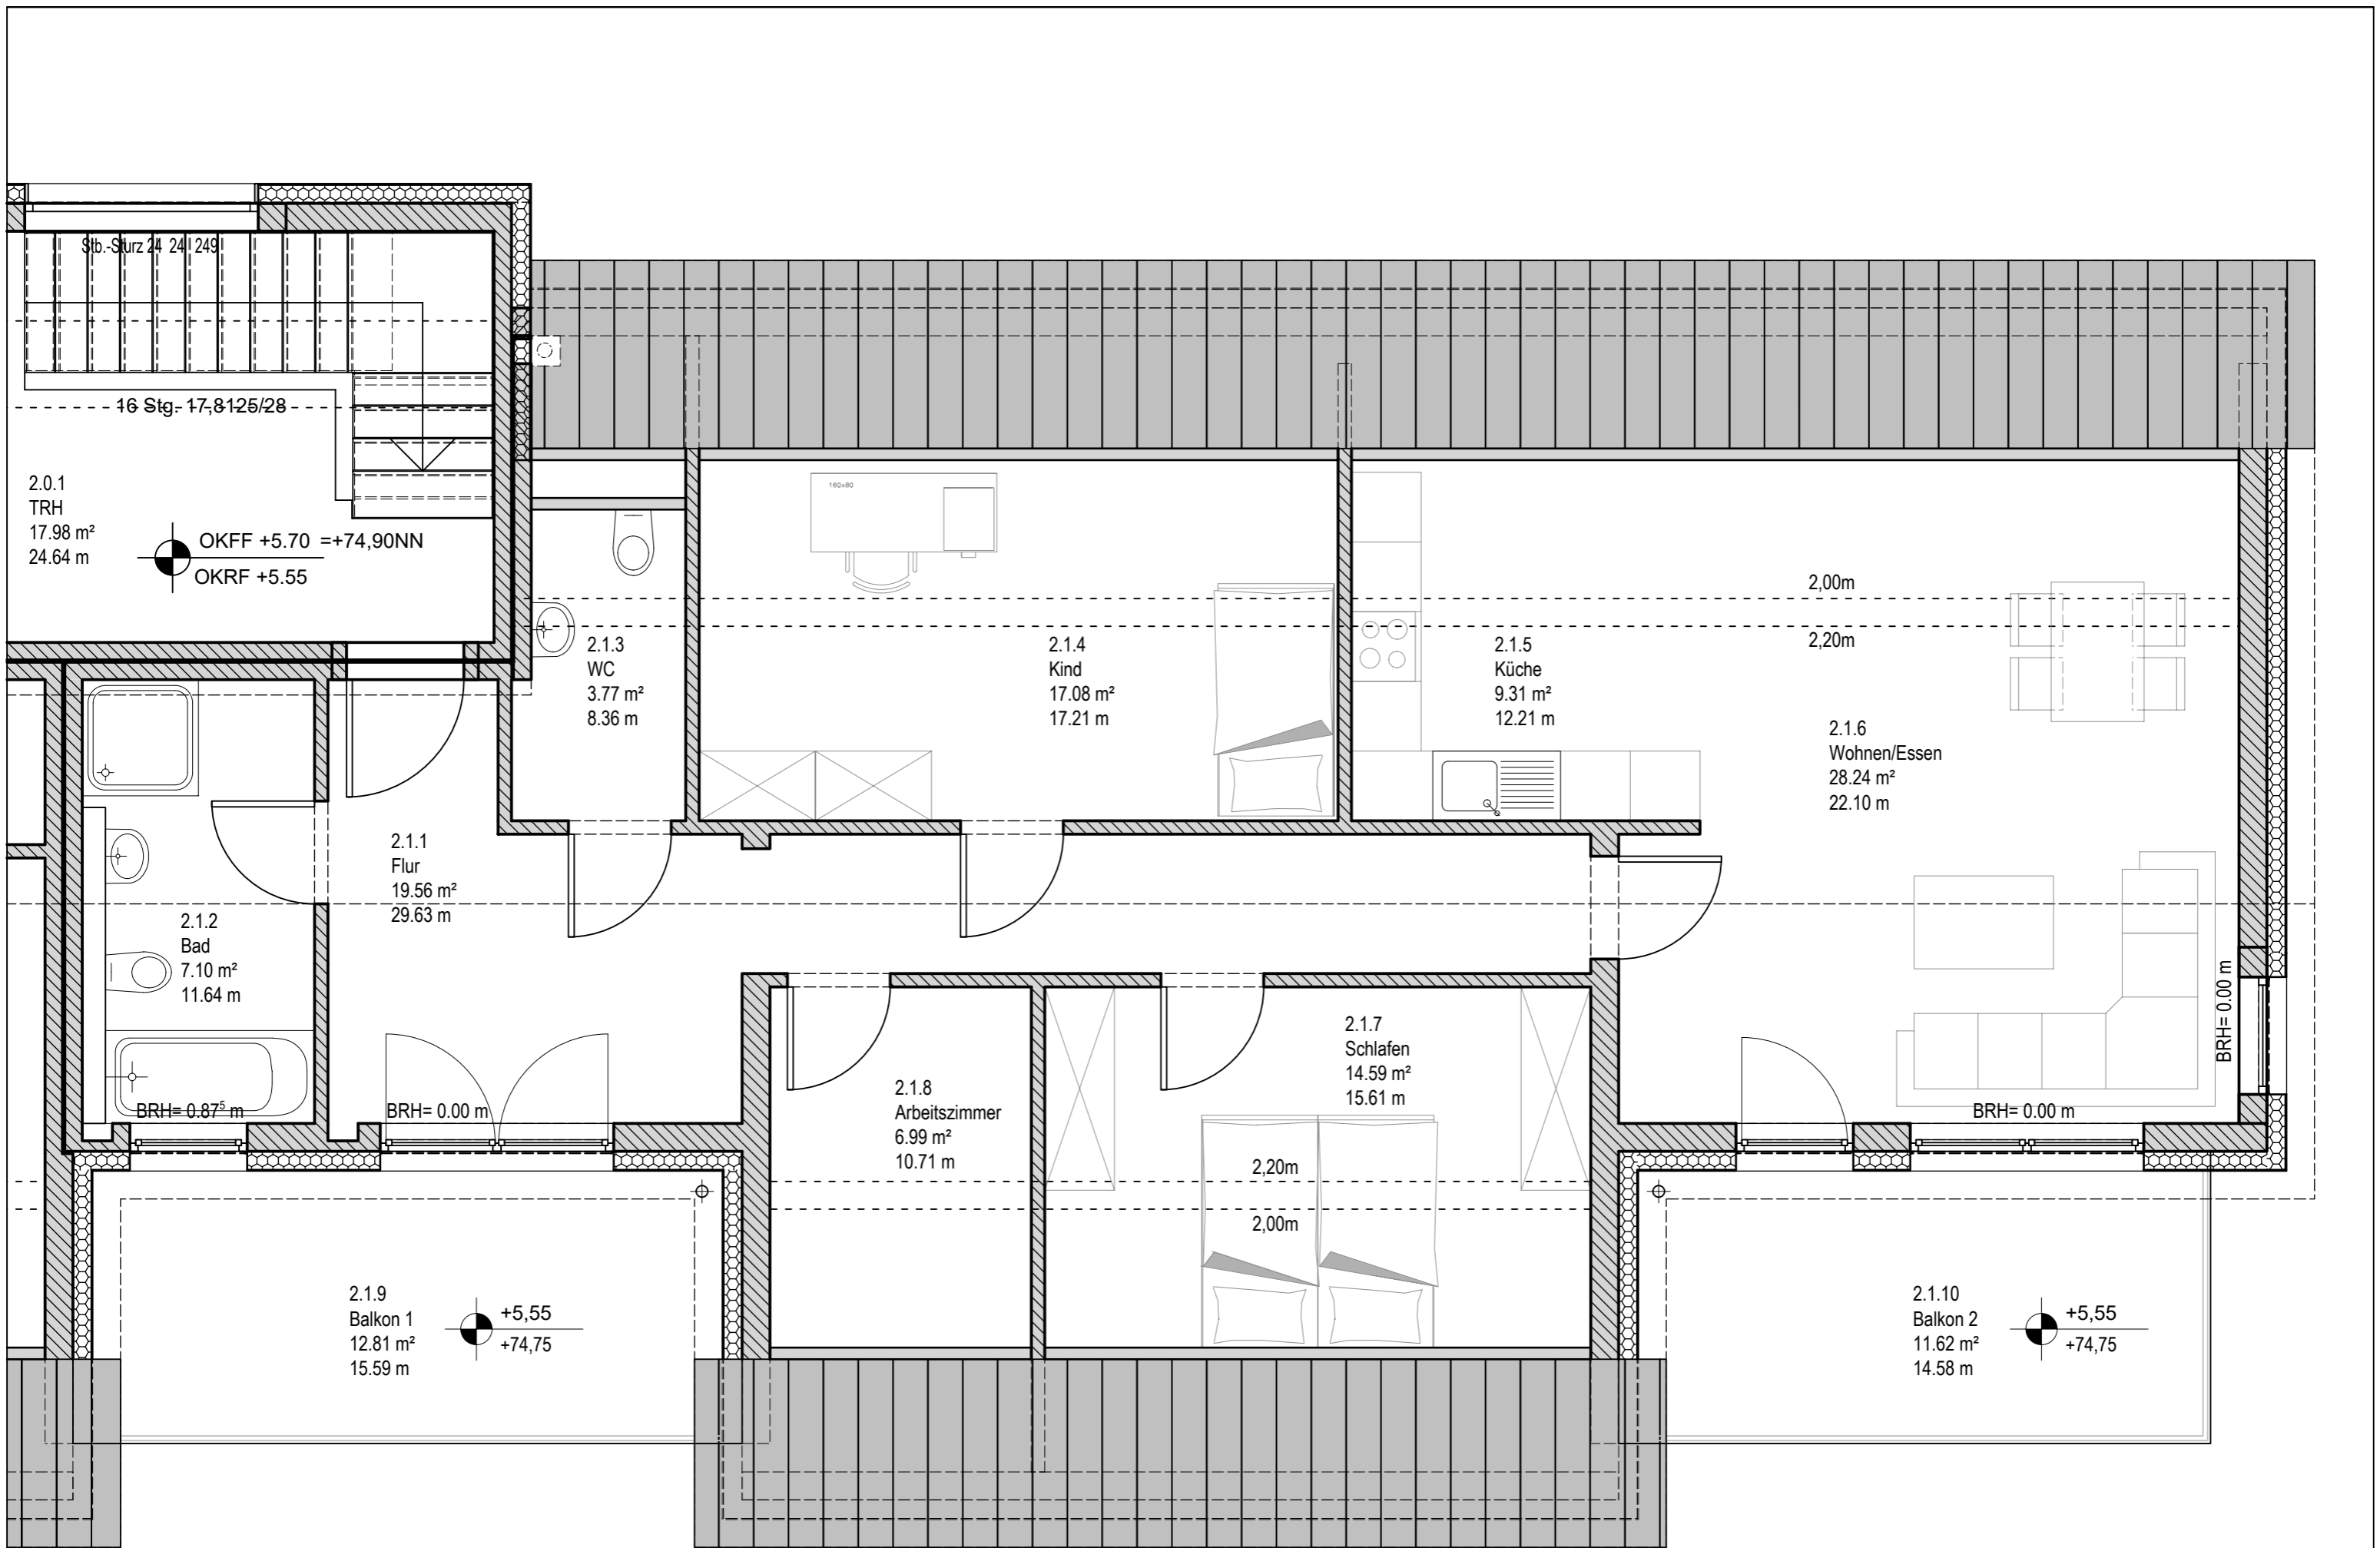 Stb.-Sturz 24 24 249
16 Stg.- 17,8125/28
2.0.1
TRH
17.98 m²
24.64 m
OKFF +5.70 =+74,90NN
OKRF +5.55
160x80
2.1.3
WC
3.77 m²
8.36 m
2.1.4
Kind
17.08 m²
17.21 m
2.1.5
Küche
9.31 m²
12.21 m
2,00m
2,20m
2.1.6
Wohnen/Essen
28.24 m²
22.10 m
2.1.1
Flur
19.56 m²
29.63 m
2.1.2
Bad
7.10 m²
11.64 m
BRH= 0.87⁵ m
BRH= 0.00 m
2.1.8
Arbeitszimmer
6.99 m²
10.71 m
2.1.7
Schlafen
14.59 m²
15.61 m
2,20m
2,00m
BRH= 0.00 m
BRH= 0.00 m
2.1.9
Balkon 1
12.81 m²
15.59 m
+5,55
+74,75
2.1.10
Balkon 2
11.62 m²
14.58 m
+5,55
+74,75